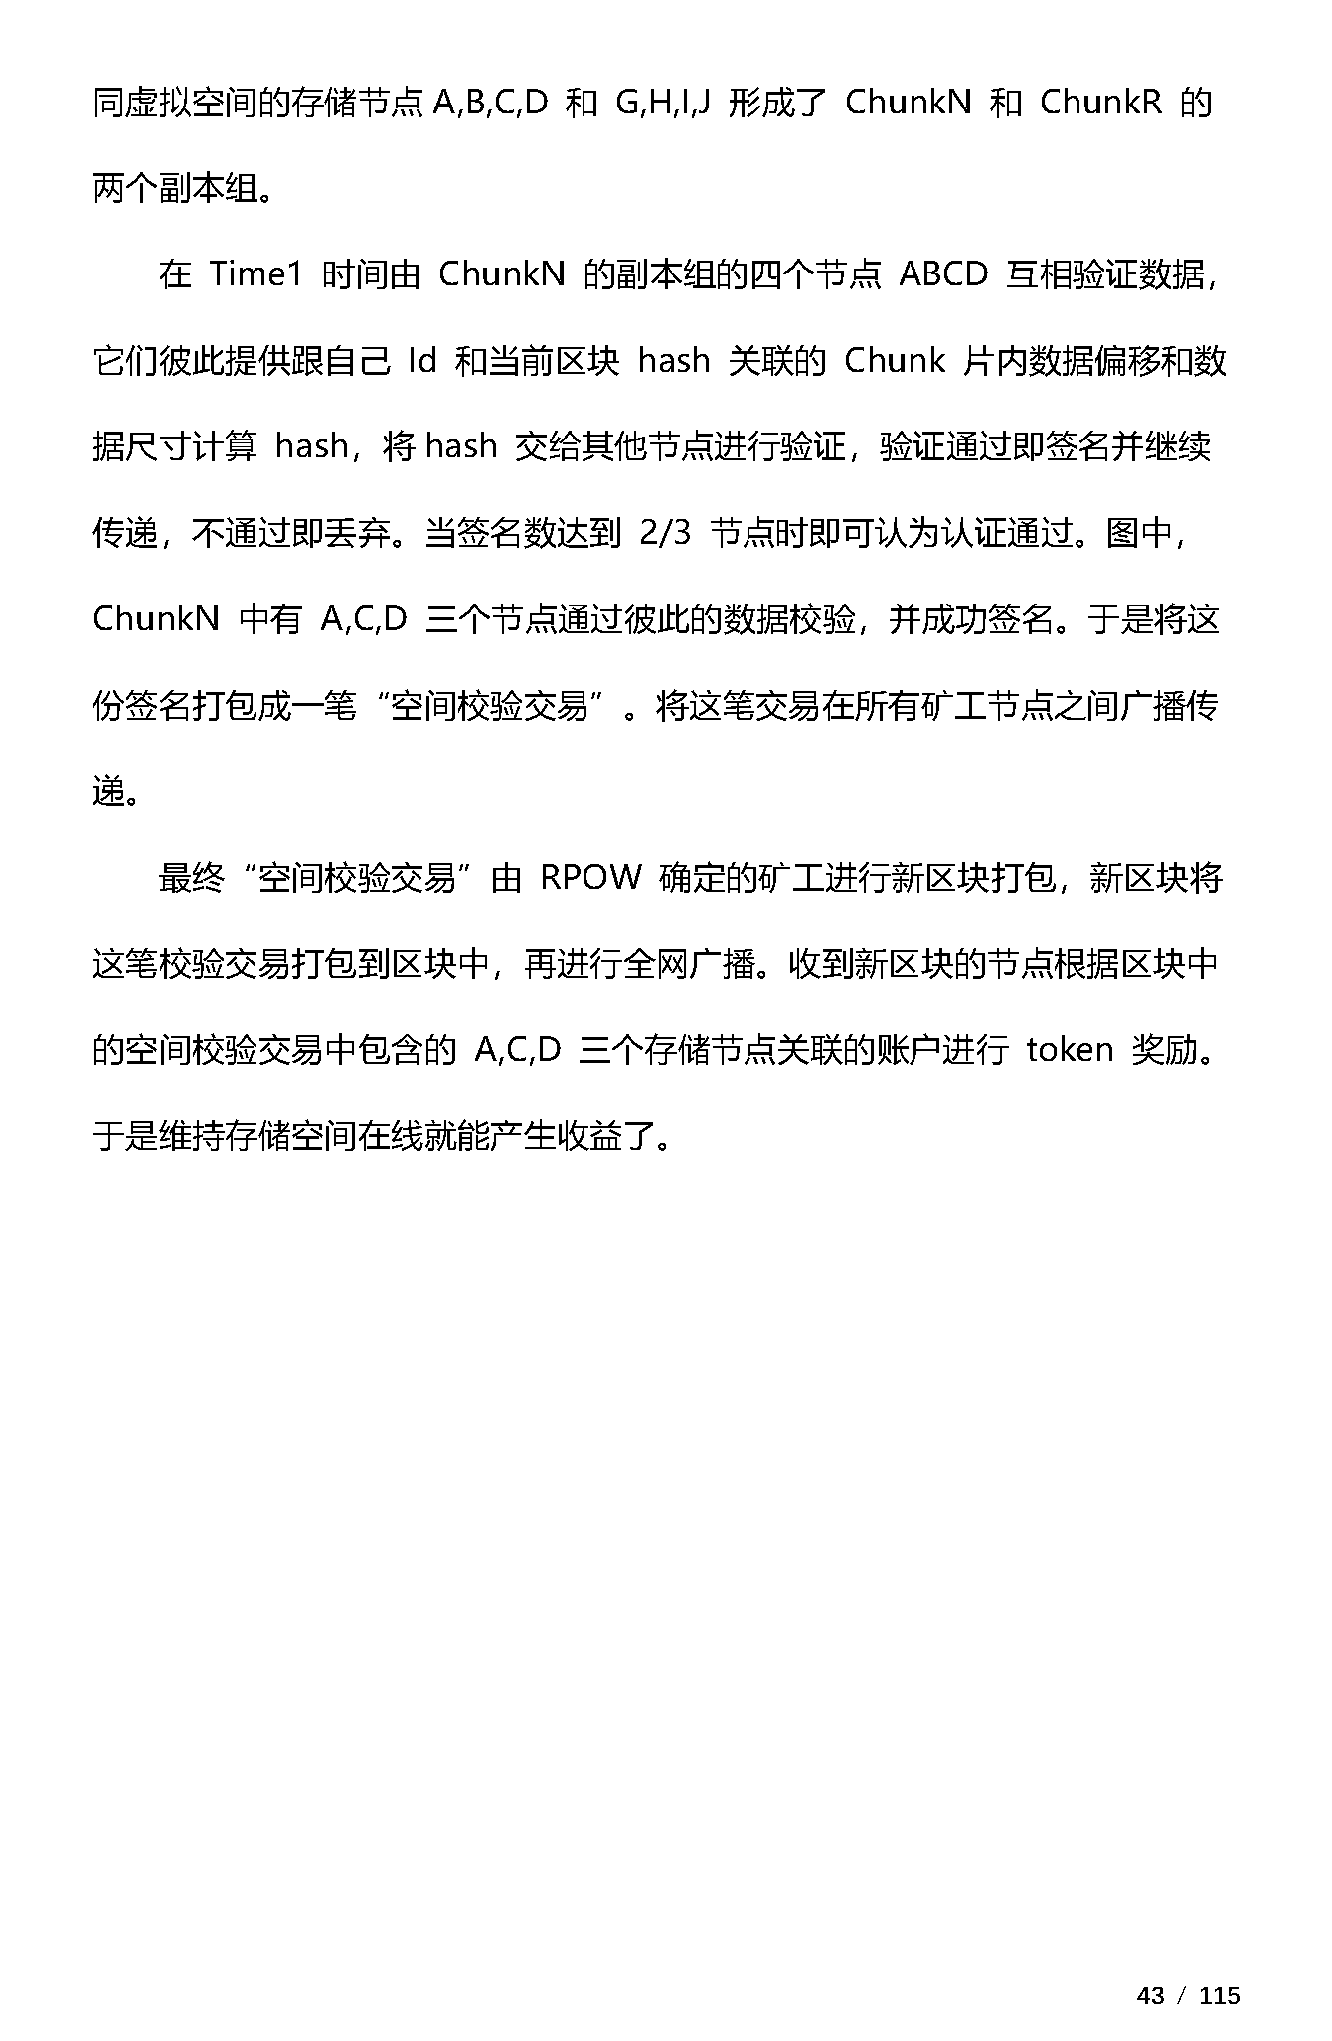 同虚拟空间的存储节点 A,B,C,D 和 G,H,I,J 形成了 ChunkN 和 ChunkR 的
两个副本组。
在 Time1 时间由 ChunkN 的副本组的四个节点 ABCD 互相验证数据，
它们彼此提供跟自己 Id 和当前区块 hash 关联的 Chunk 片内数据偏移和数
据尺寸计算 hash，将 hash 交给其他节点进行验证，验证通过即签名并继续
传递，不通过即丢弃。当签名数达到 2/3 节点时即可认为认证通过。图中，
ChunkN 中有 A,C,D 三个节点通过彼此的数据校验，并成功签名。于是将这
份签名打包成一笔“空间校验交易”。将这笔交易在所有矿工节点之间广播传
递。
最终“空间校验交易”由 RPOW 确定的矿工进行新区块打包，新区块将
这笔校验交易打包到区块中，再进行全网广播。收到新区块的节点根据区块中
的空间校验交易中包含的 A,C,D 三个存储节点关联的账户进行 token 奖励。
于是维持存储空间在线就能产生收益了。
43 / 115